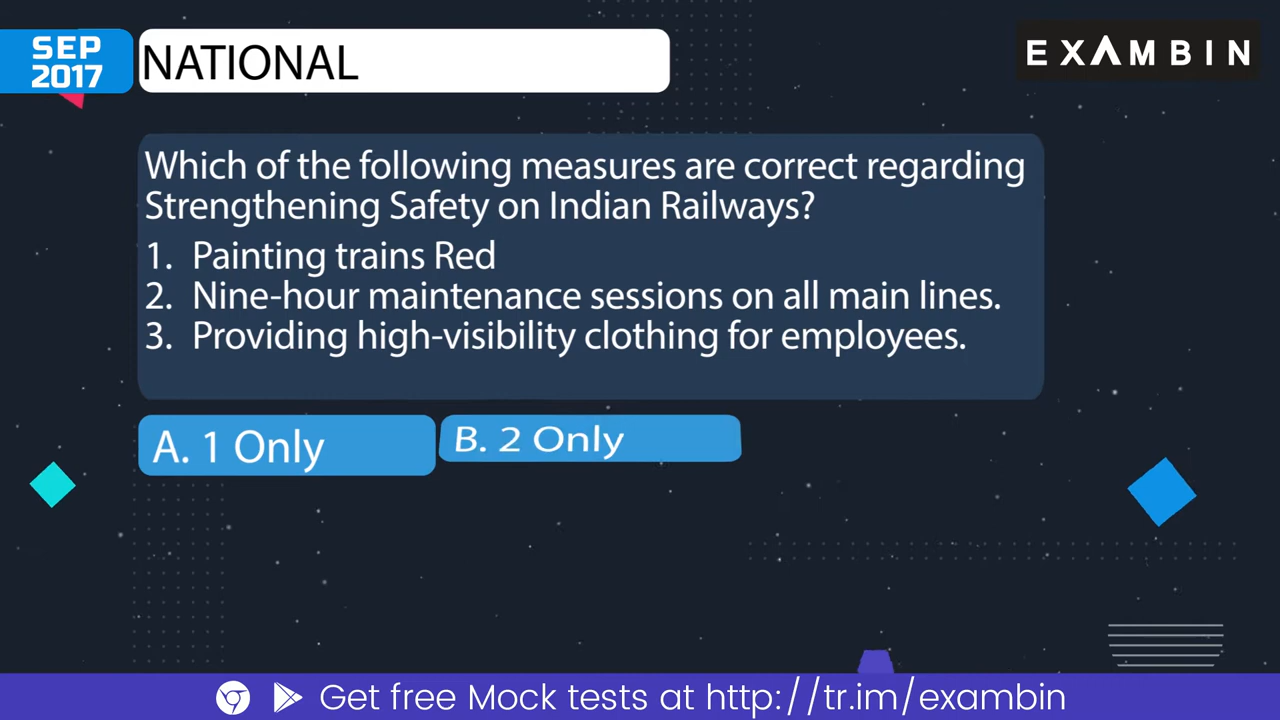 SEP
2017
NATIONAL
EXAMBIN
Which of the following measures are correct regarding
Strengthening Safety on Indian Railways?
1. Painting trains Red
2. Nine-hour maintenance sessions on all main lines.
3. Providing high-visibility clothing for employees.
A. 1 Only
B. 2 Only
Get free Mock tests at http://tr.im/exambin